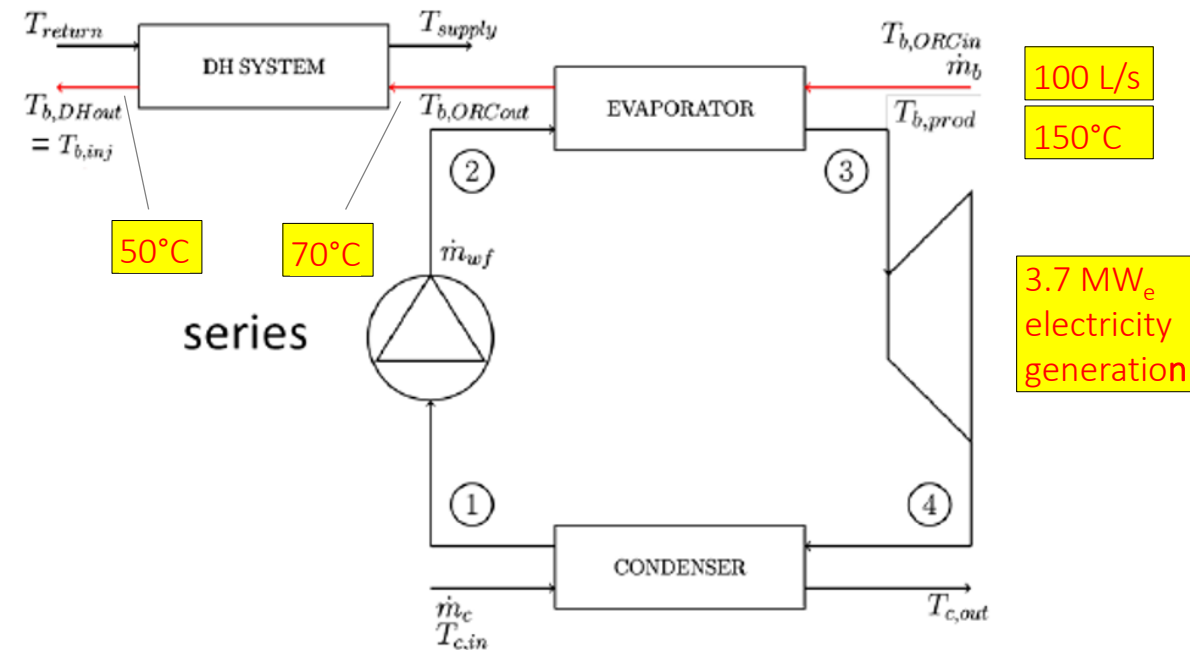 T_return
T_supply
DH SYSTEM
T_b,DHout
= T_b,inj
T_b,ORCout
EVAPORATOR
T_b,ORCin
ṁ_b
T_b,prod
100 L/s
150°C
2
3
50°C
70°C
ṁ_wf
series
3.7 MW_e
electricity
generation
1
4
CONDENSER
ṁ_c
T_c,in
T_c,out